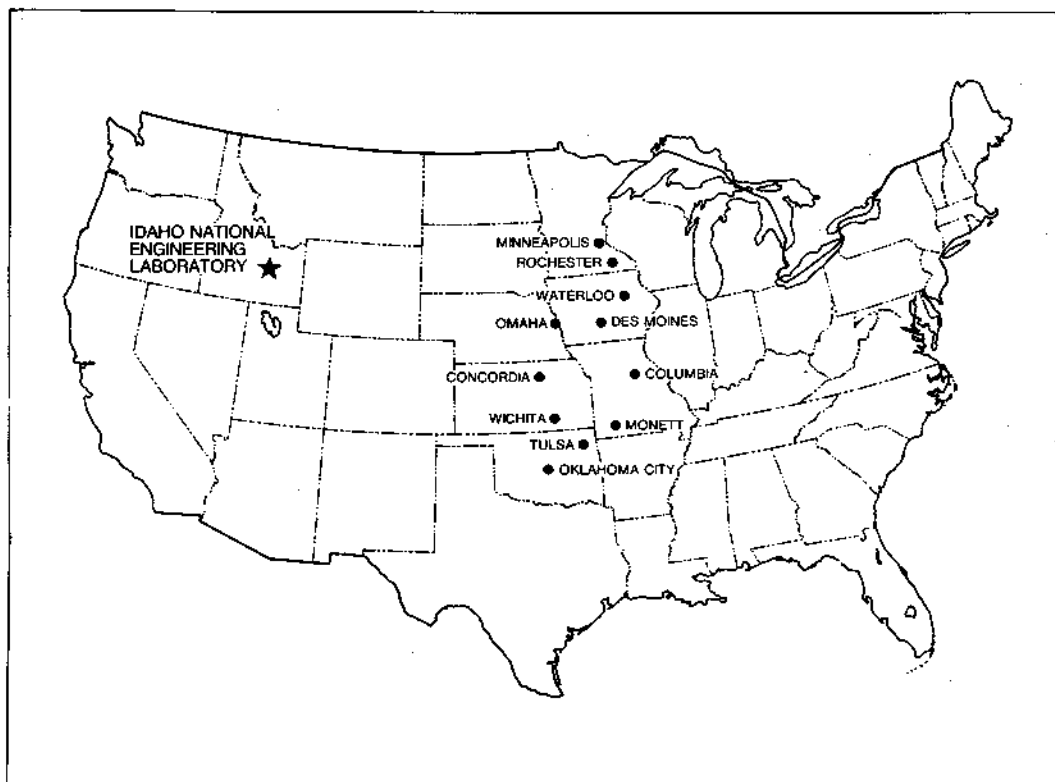 IDAHO NATIONAL
ENGINEERING
LABORATORY
MINNEAPOLIS
ROCHESTER
WATERLOO
OMAHA
DES MOINES
CONCORDIA
COLUMBIA
WICHITA
MONETT
TULSA
OKLAHOMA CITY